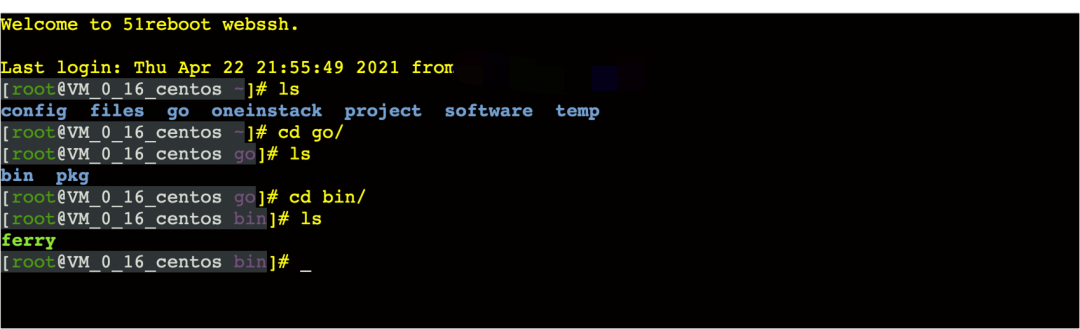 Welcome to 51reboot webssh.
Last login: Thu Apr 22 21:55:49 2021 from
[root@VM_0_16_centos ~]# ls
config  files  go  oneinstack  project  software  temp
[root@VM_0_16_centos ~]# cd go/
[root@VM_0_16_centos go]# ls
bin  pkg
[root@VM_0_16_centos go]# cd bin/
[root@VM_0_16_centos bin]# ls
ferry
[root@VM_0_16_centos bin]# _